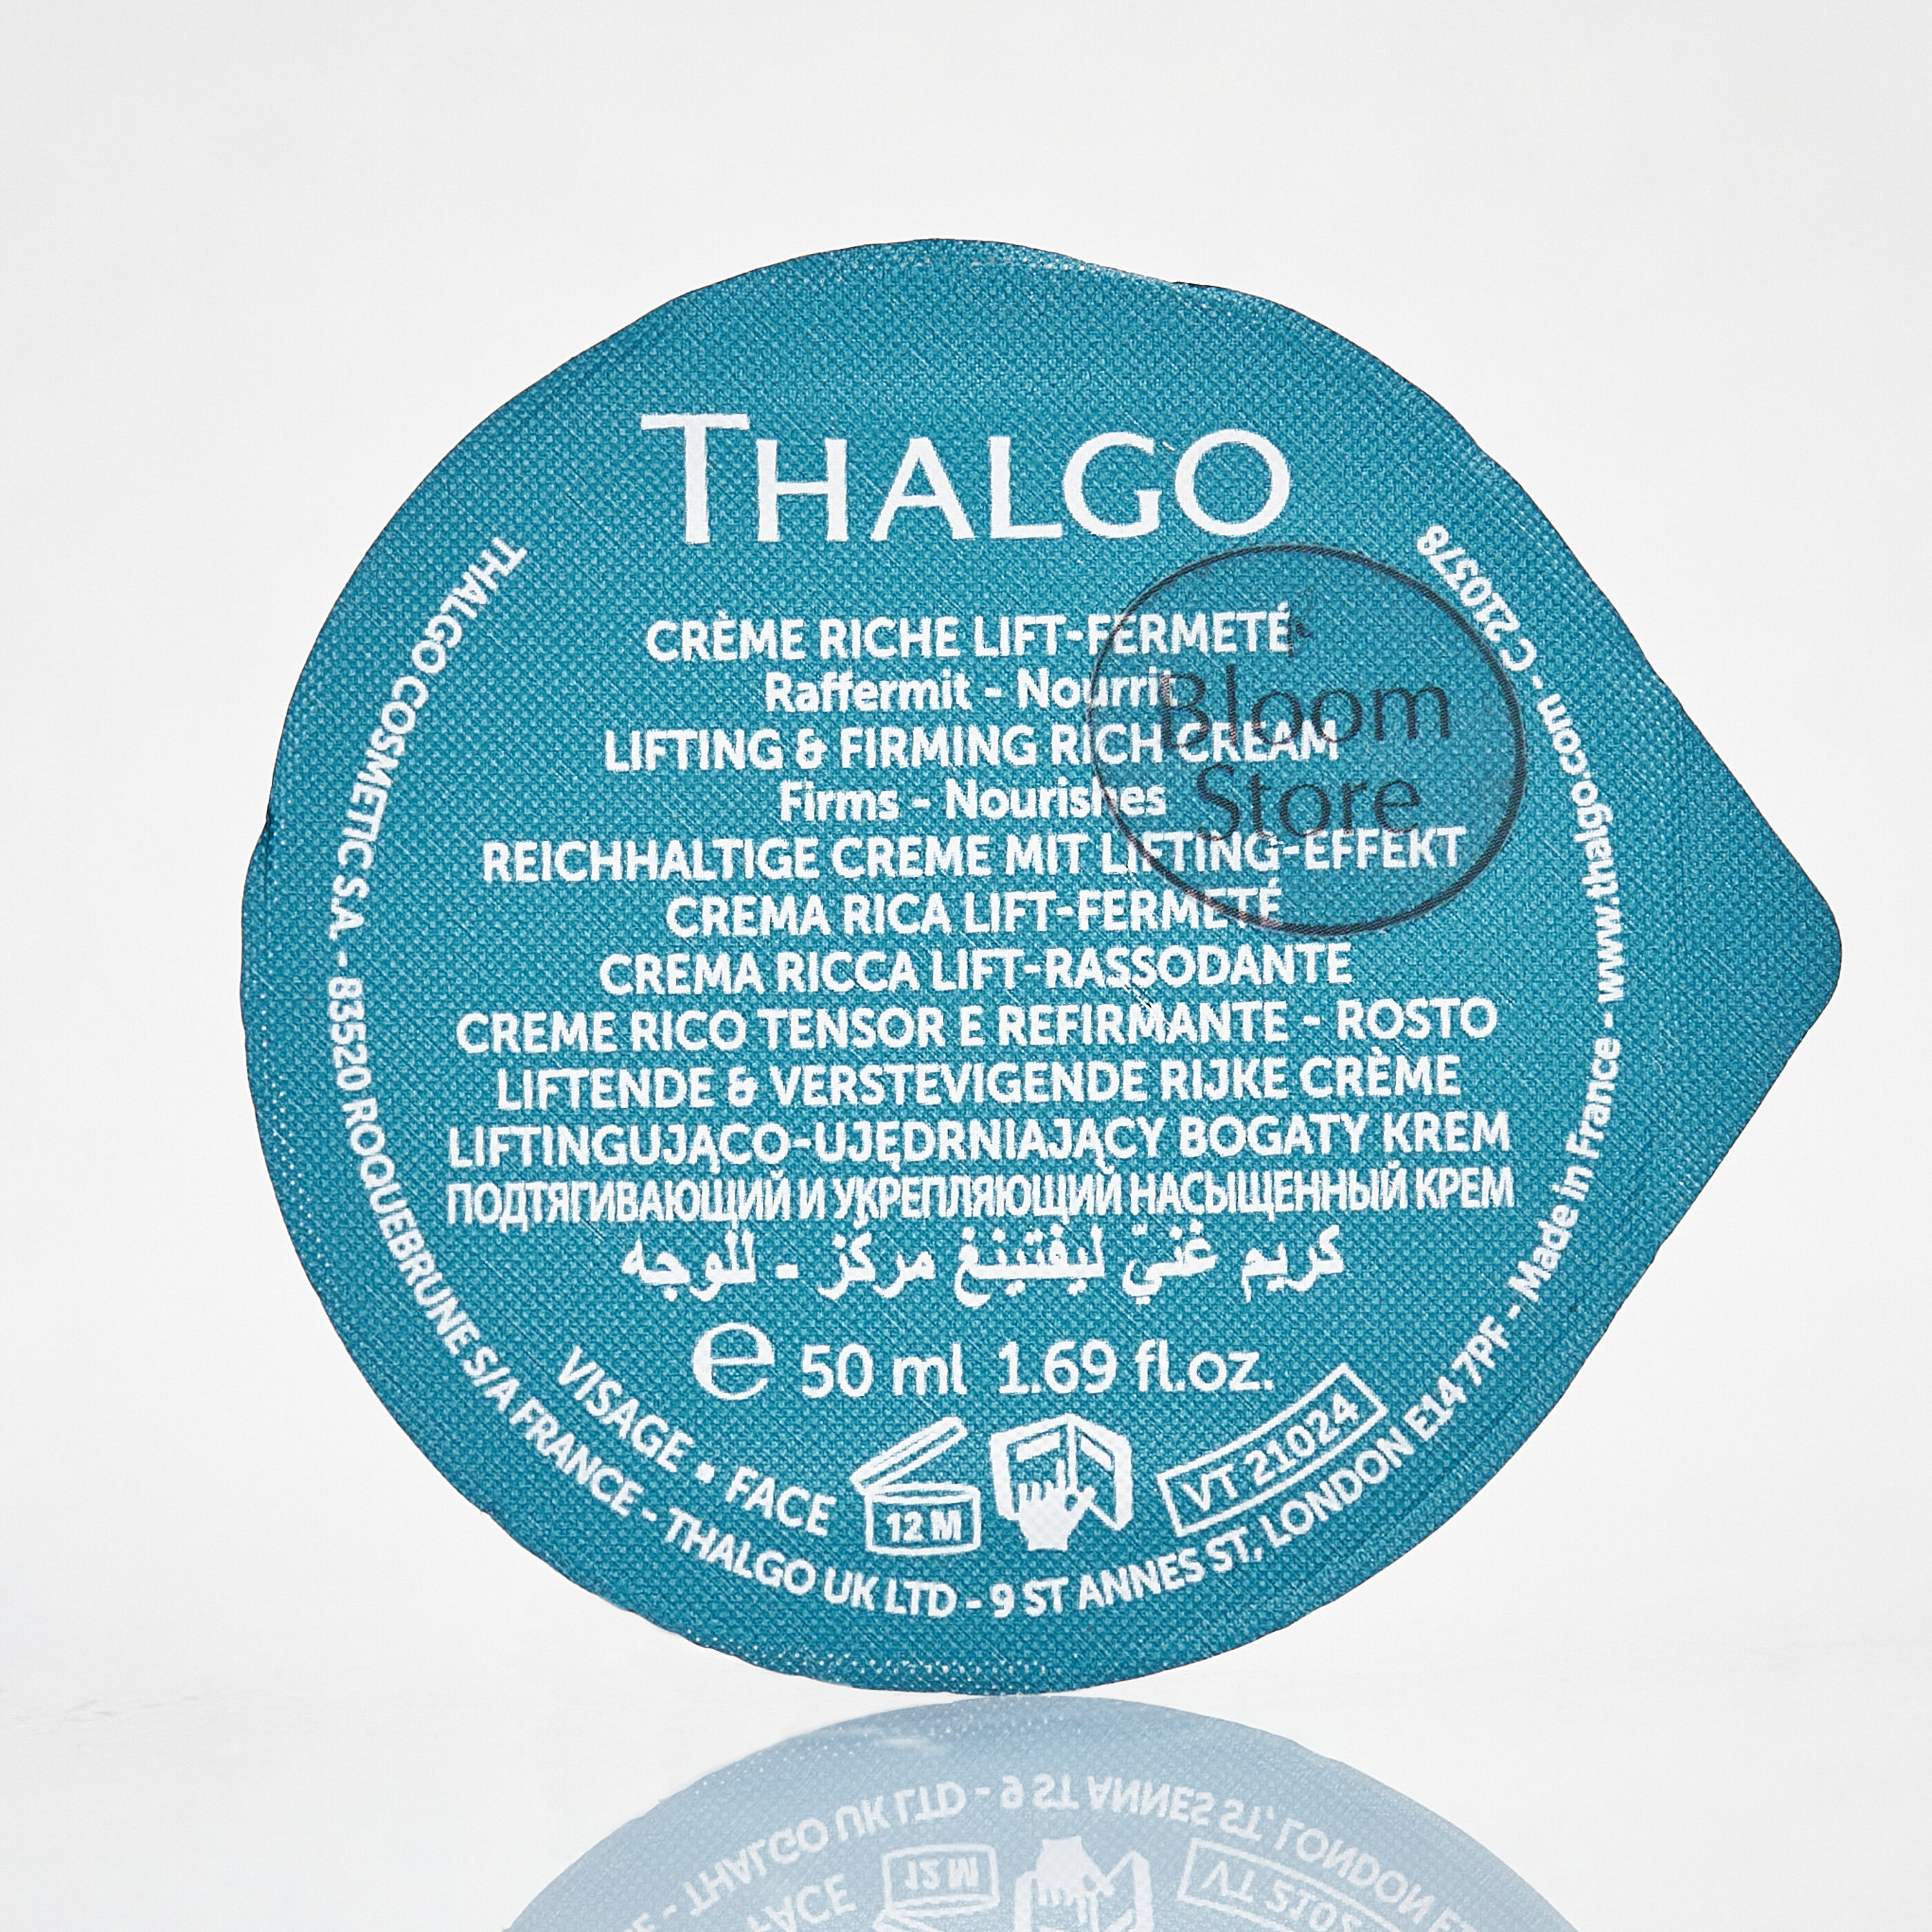 THALGO
CRÈME RICHE LIFT-FERMETÉ
Raffermit - Nourrit
LIFTING & FIRMING RICH CREAM
Firms - Nourishes
REICHHALTIGE CREME MIT LIFTING-EFFEKT
CREMA RICA LIFT-FERMETÉ
CREMA RICCA LIFT-RASSODANTE
CREME RICO TENSOR E REFIRMANTE - ROSTO
LIFTENDE & VERSTEVIGENDE RIJKE CRÈME
LIFTINGUJĄCO-UJĘDRNIAJĄCY BOGATY KREM
ПОДТЯГИВАЮЩИЙ И УКРЕПЛЯЮЩИЙ НАСЫЩЕННЫЙ КРЕМ
كريم غنيّ ليفتينغ مركز - للوجه
e 50 ml 1.69 fl.oz.
VISAGE • FACE
12 M
VT 21024
THALGO COSMETIC S.A. - 83520 ROQUEBRUNE S/A FRANCE - THALGO UK LTD - 9 ST ANNES ST, LONDON E14 7PF - Made in France - www.thalgo.com - C 210378
Bloom
Store